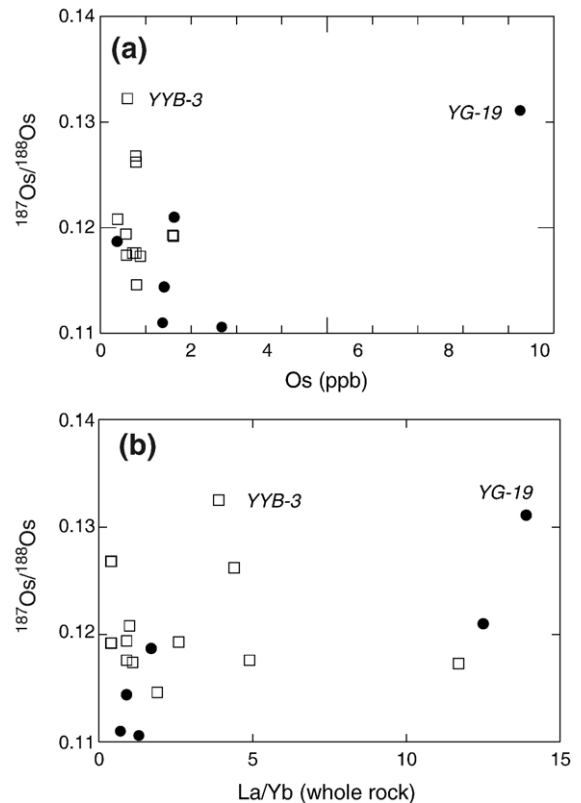 0.14
(a)
YYB-3
YG-19
0.13
187Os/188Os
0.12
0.11
0 2 4 6 8 10
Os (ppb)
0.14
(b)
YYB-3
YG-19
0.13
187Os/188Os
0.12
0.11
0 5 10 15
La/Yb (whole rock)